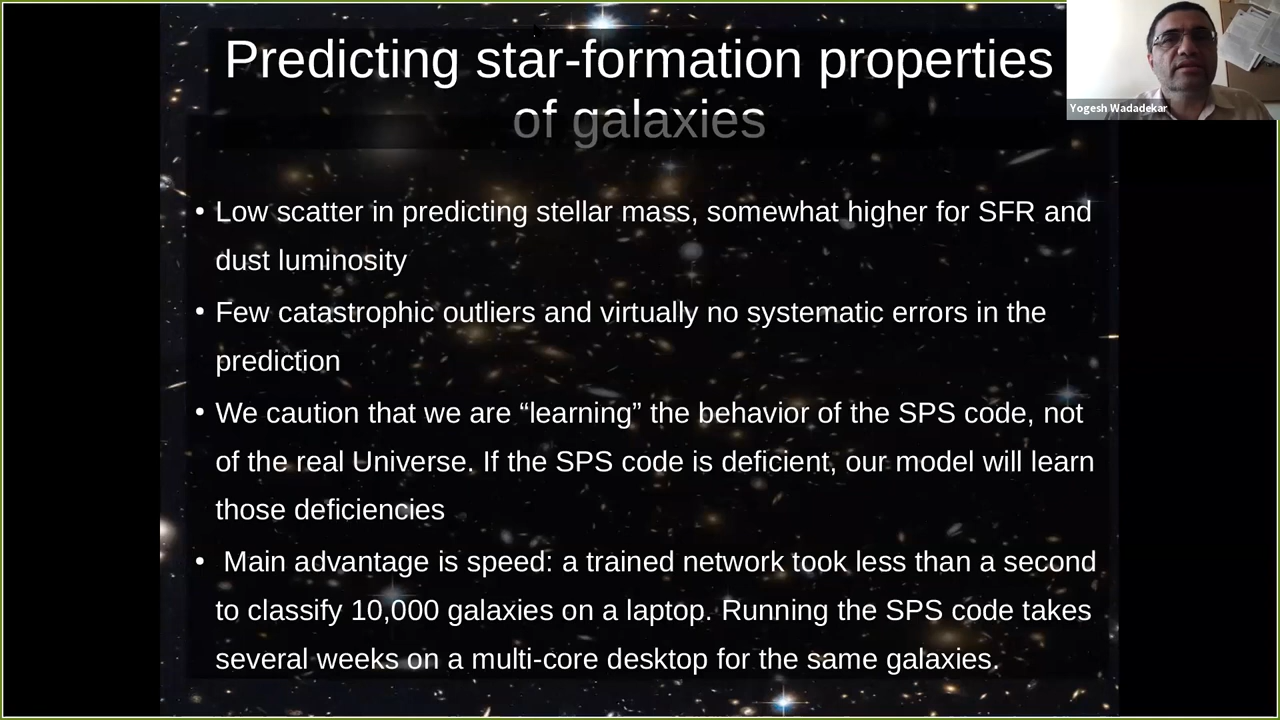 Predicting star-formation properties
of galaxies
Yogesh Wadadekar
• Low scatter in predicting stellar mass, somewhat higher for SFR and
dust luminosity
• Few catastrophic outliers and virtually no systematic errors in the
prediction
• We caution that we are “learning” the behavior of the SPS code, not
of the real Universe. If the SPS code is deficient, our model will learn
those deficiencies
• Main advantage is speed: a trained network took less than a second
to classify 10,000 galaxies on a laptop. Running the SPS code takes
several weeks on a multi-core desktop for the same galaxies.